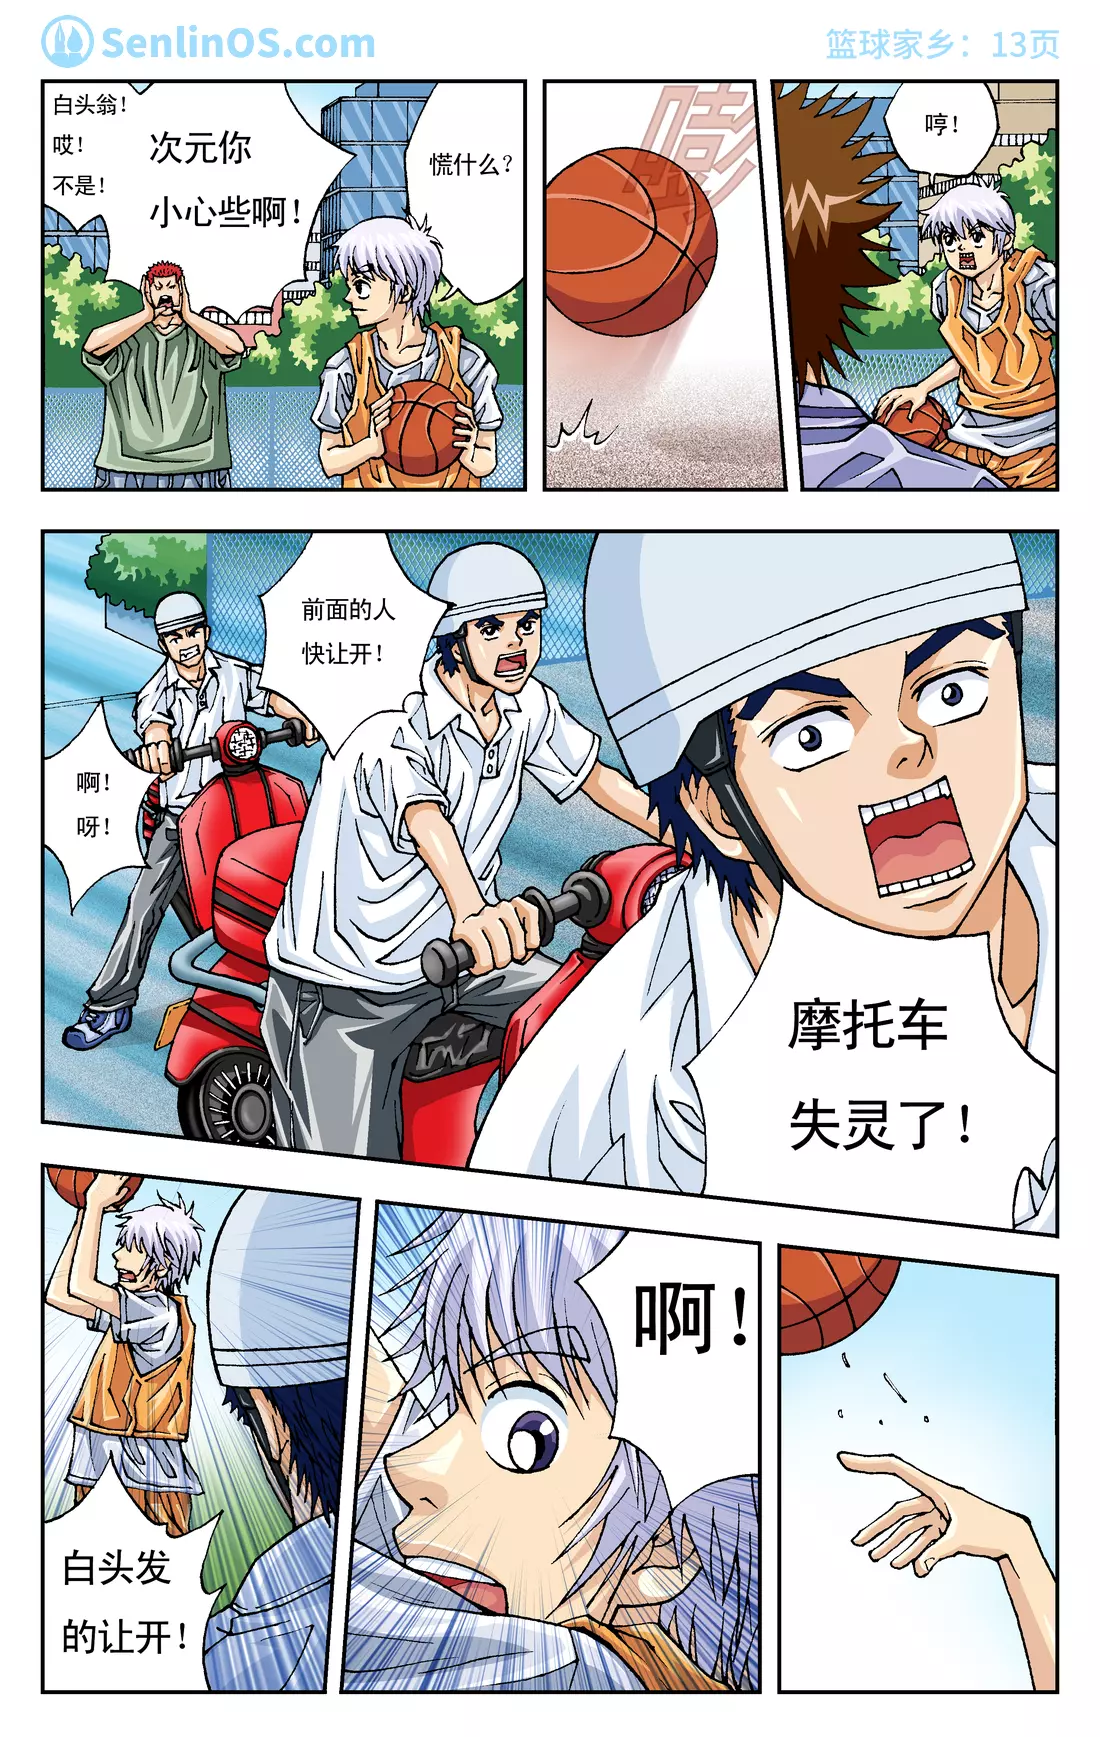 SenlinOS.com
篮球家乡：13页
白头翁！
哎！
不是！
次元你
小心些啊！
慌什么？
嘭
哼！
前面的人
快让开！
啊！
呀！
摩托车
失灵了！
白头发
的让开！
啊！